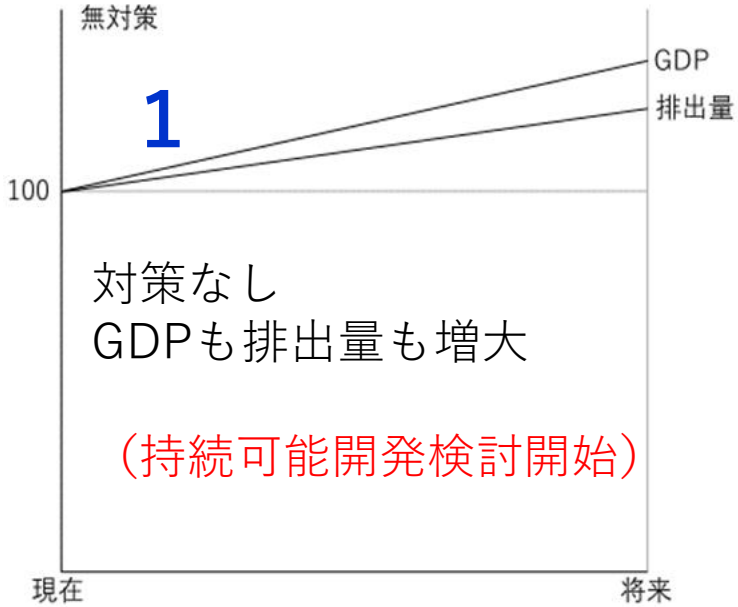 無対策
GDP
排出量
1
100
対策なし
GDPも排出量も増大
（持続可能開発検討開始）
現在
将来